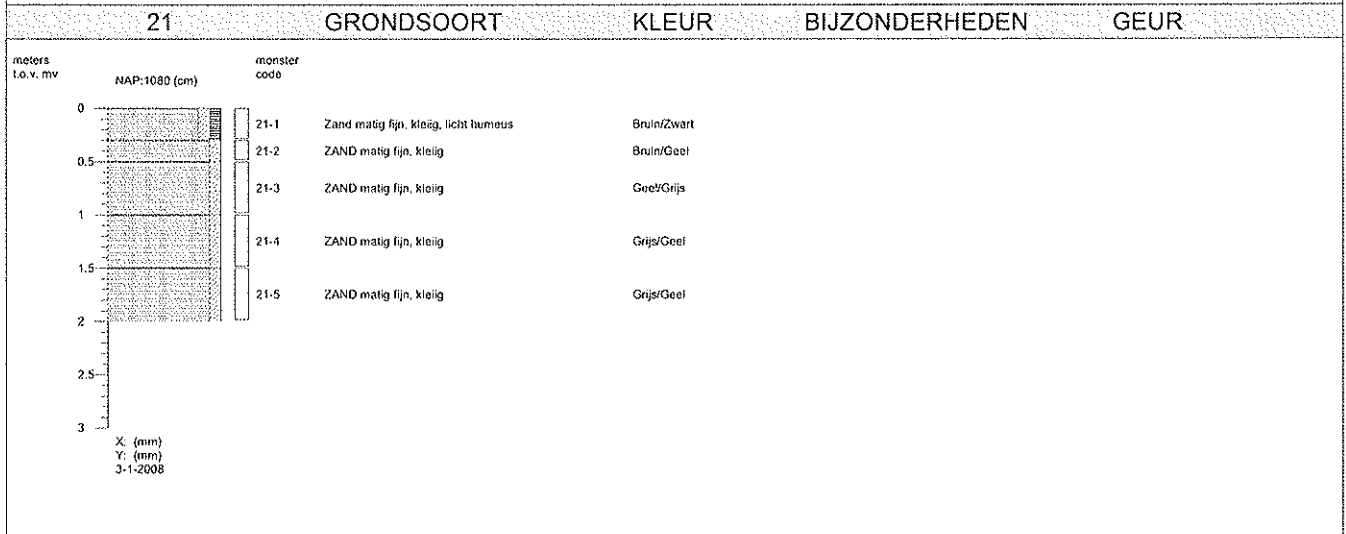 21 GRONDSOORT KLEUR BIJZONDERHEDEN GEUR
meters
t.o.v. mv
NAP:1080 (cm)
monster
code
0
21-1 Zand matig fijn, kleiig, licht humeus Bruin/Zwart
21-2 ZAND matig fijn, kleiig Bruin/Geel
0.5
21-3 ZAND matig fijn, kleiig Geel/Grijs
1
21-4 ZAND matig fijn, kleiig Grijs/Geel
1.5
21-5 ZAND matig fijn, kleiig Grijs/Geel
2
2.5
3
X: (mm)
Y: (mm)
3-1-2008